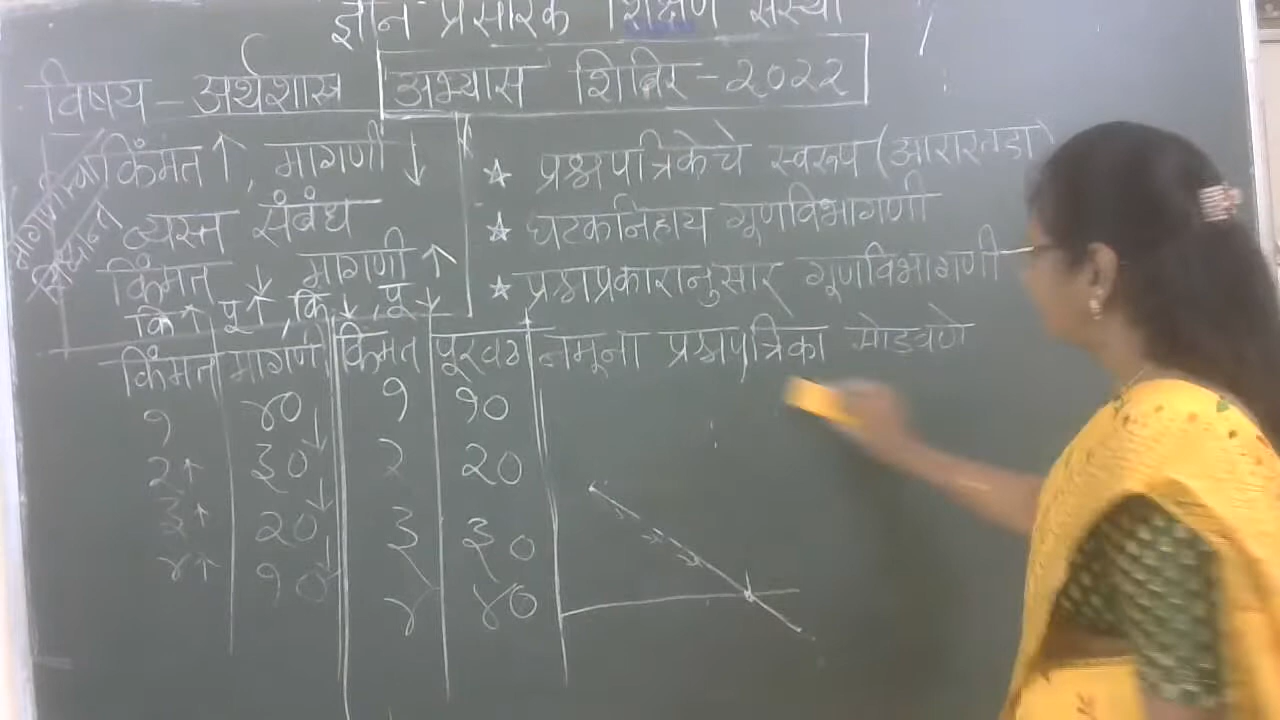 ज्ञान प्रसारक शिक्षण संस्था
विषय - अर्थशास्त्र
अभ्यास शिबिर - २०२२
मागणीचा सिद्धांत
किंमत ↑, मागणी ↓
व्यस्त संबंध
किंमत ↓ मागणी ↑
किं ↑ पू ↑, किं ↓, पू ↓
☆ प्रश्नपत्रिकेचे स्वरूप (आराखडा)
☆ घटकनिहाय गूणविभागणी
☆ प्रश्नप्रकारानुसार गूणविभागणी
नमूना प्रश्नपत्रिका सोडवणे
किंमत मागणी किंमत पूरवठा
१ ४० ↓ १ १०
२ ↑ ३० ↓ २ २०
३ ↑ २० ↓ ३ ३०
४ ↑ १० ४ ४०